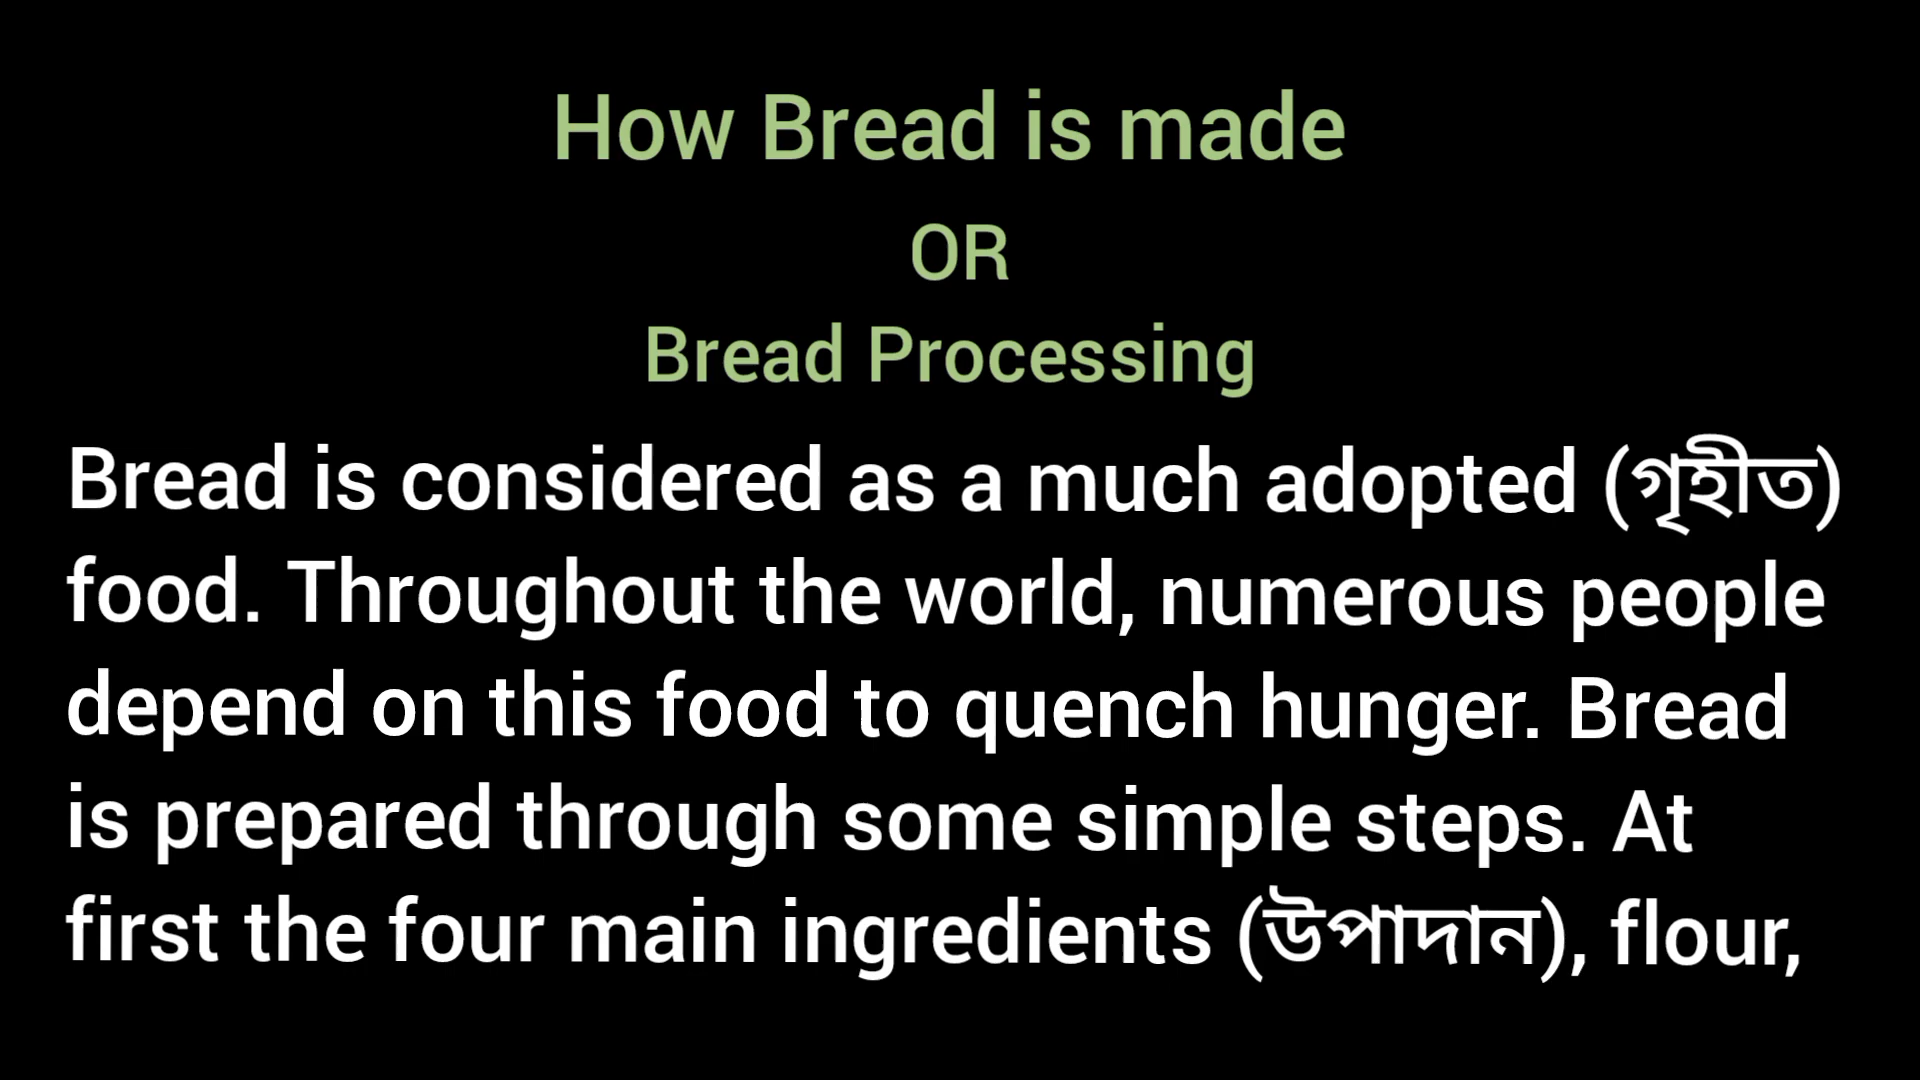 How Bread is made
OR
Bread Processing
Bread is considered as a much adopted (গৃহীত)
food. Throughout the world, numerous people
depend on this food to quench hunger. Bread
is prepared through some simple steps. At
first the four main ingredients (উপাদান), flour,